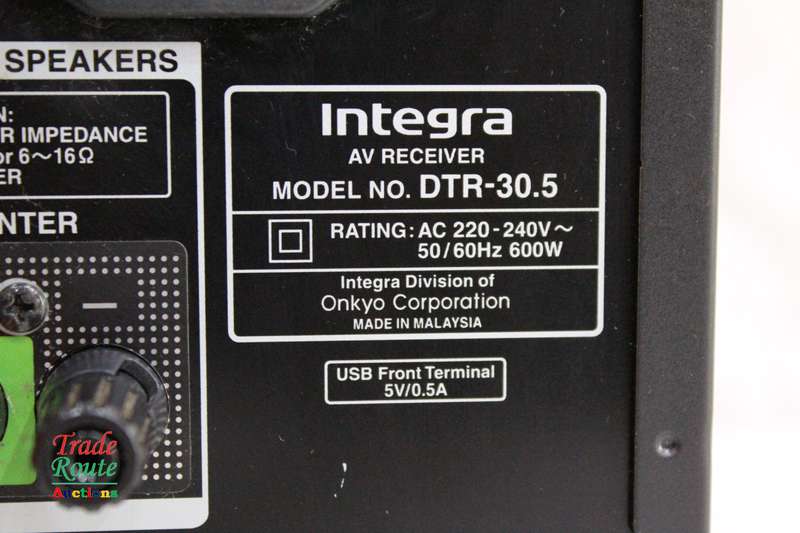 SPEAKERS
N:
R IMPEDANCE
or 6~16Ω
ER
NTER
−
Integra
AV RECEIVER
MODEL NO. DTR-30.5
RATING: AC 220-240V~
50/60Hz 600W
Integra Division of
Onkyo Corporation
MADE IN MALAYSIA
USB Front Terminal
5V/0.5A
Trade
Route
Auctions